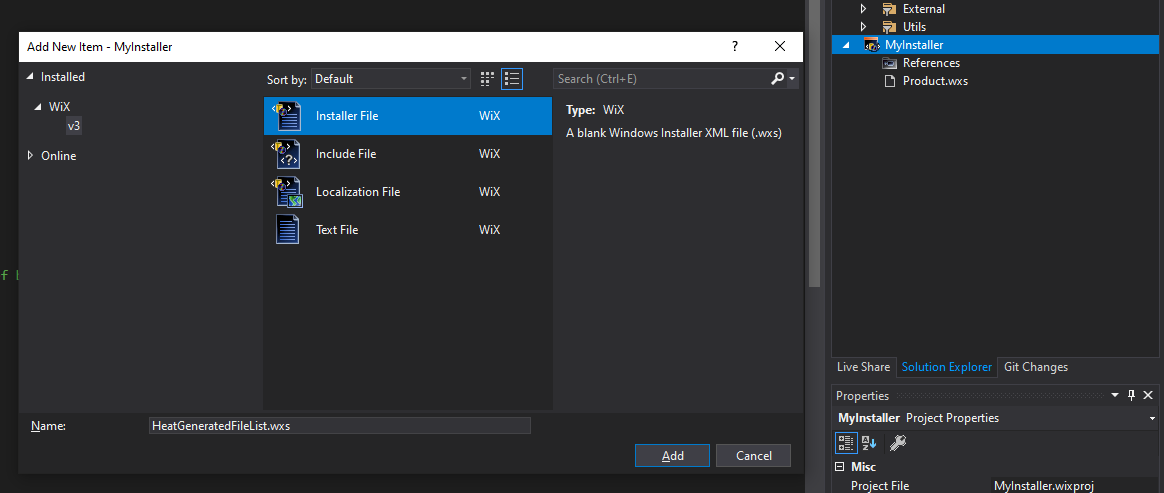 External
Utils
MyInstaller
References
Product.wxs
Add New Item - MyInstaller
?
Installed
WiX
v3
Online
Sort by: Default
Search (Ctrl+E)
Installer File WiX
Include File WiX
Localization File WiX
Text File WiX
Type: WiX
A blank Windows Installer XML file (.wxs)
f
Name: HeatGeneratedFileList.wxs
Add Cancel
Live Share Solution Explorer Git Changes
Properties
MyInstaller Project Properties
Misc
Project File MyInstaller.wixproj